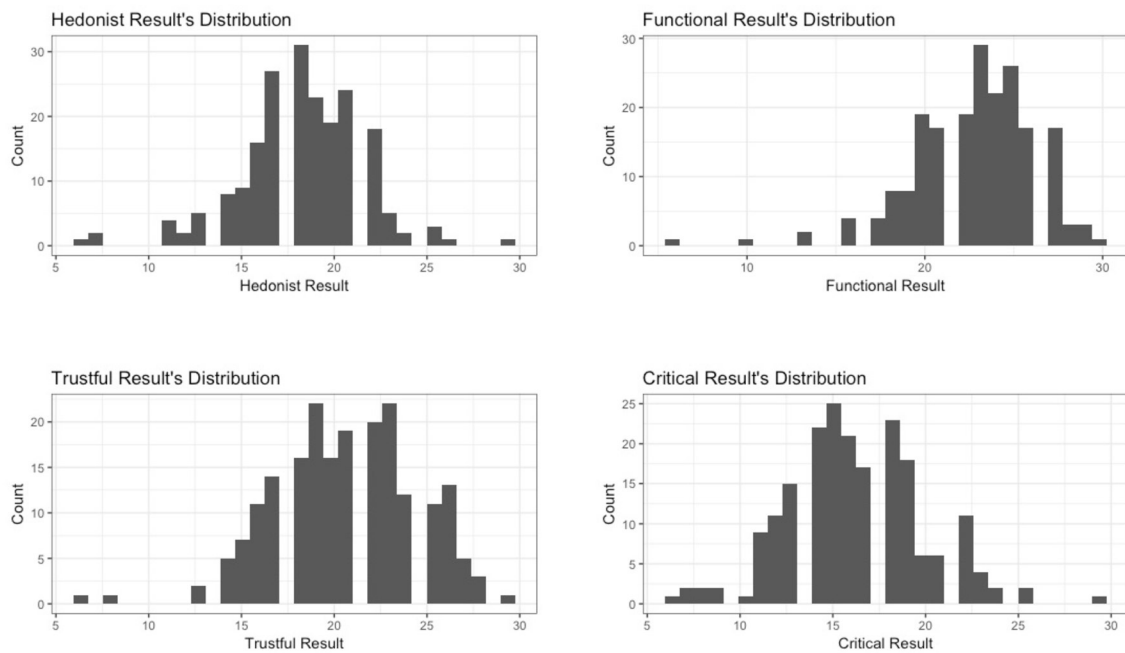 Hedonist Result's Distribution
30
20
10
0
Count
5 10 15 20 25 30
Hedonist Result
Functional Result's Distribution
30
20
10
0
Count
10 20 30
Functional Result
Trustful Result's Distribution
20
15
10
5
0
Count
5 10 15 20 25 30
Trustful Result
Critical Result's Distribution
25
20
15
10
5
0
Count
5 10 15 20 25 30
Critical Result